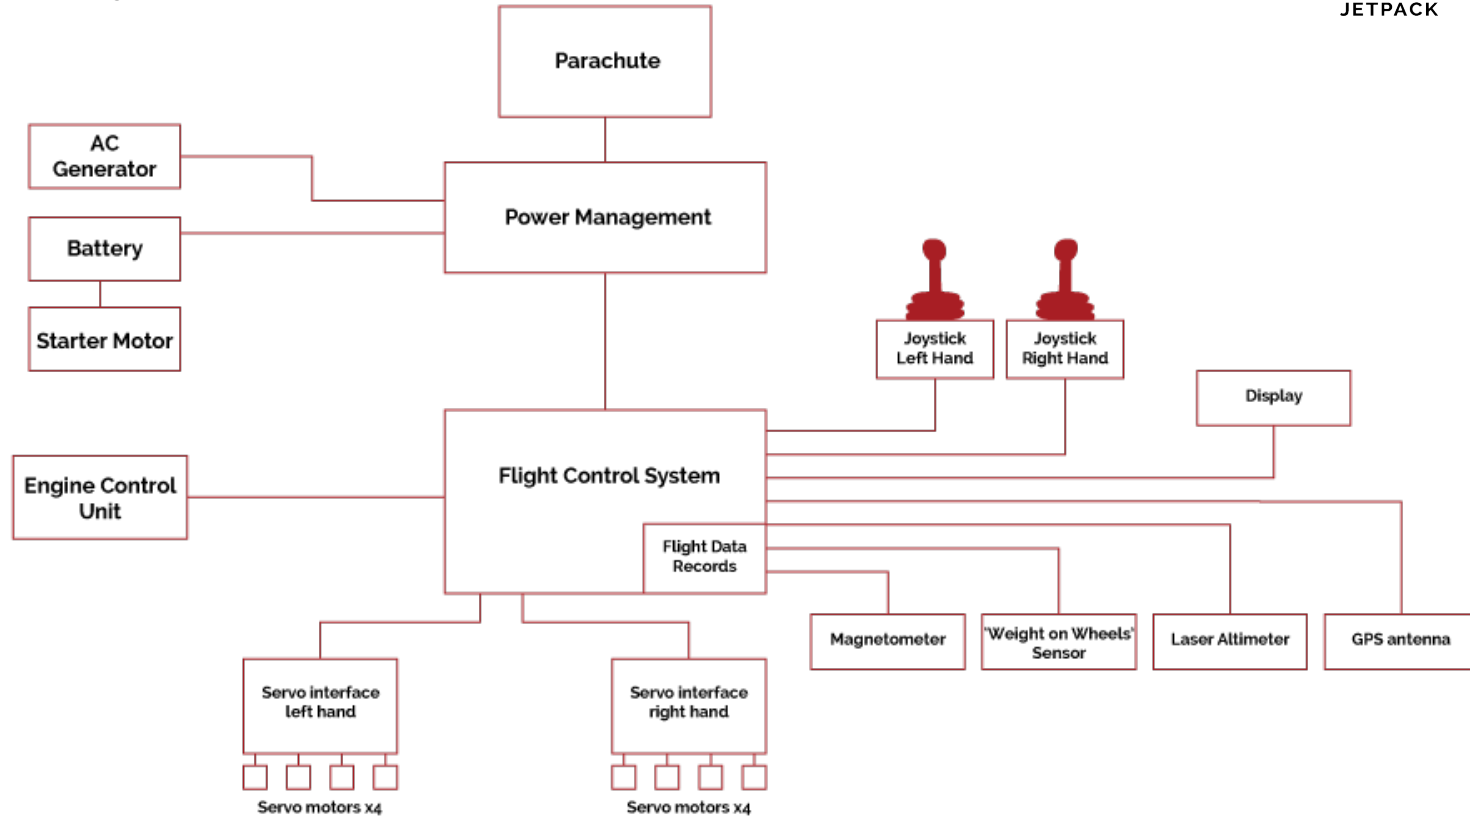 JETPACK
Parachute
AC
Generator
Power Management
Battery
Starter Motor
Joystick
Left Hand
Joystick
Right Hand
Display
Flight Control System
Engine Control
Unit
Flight Data
Records
Magnetometer
'Weight on Wheels'
Sensor
Laser Altimeter
GPS antenna
Servo interface
left hand
Servo interface
right hand
Servo motors x4
Servo motors x4